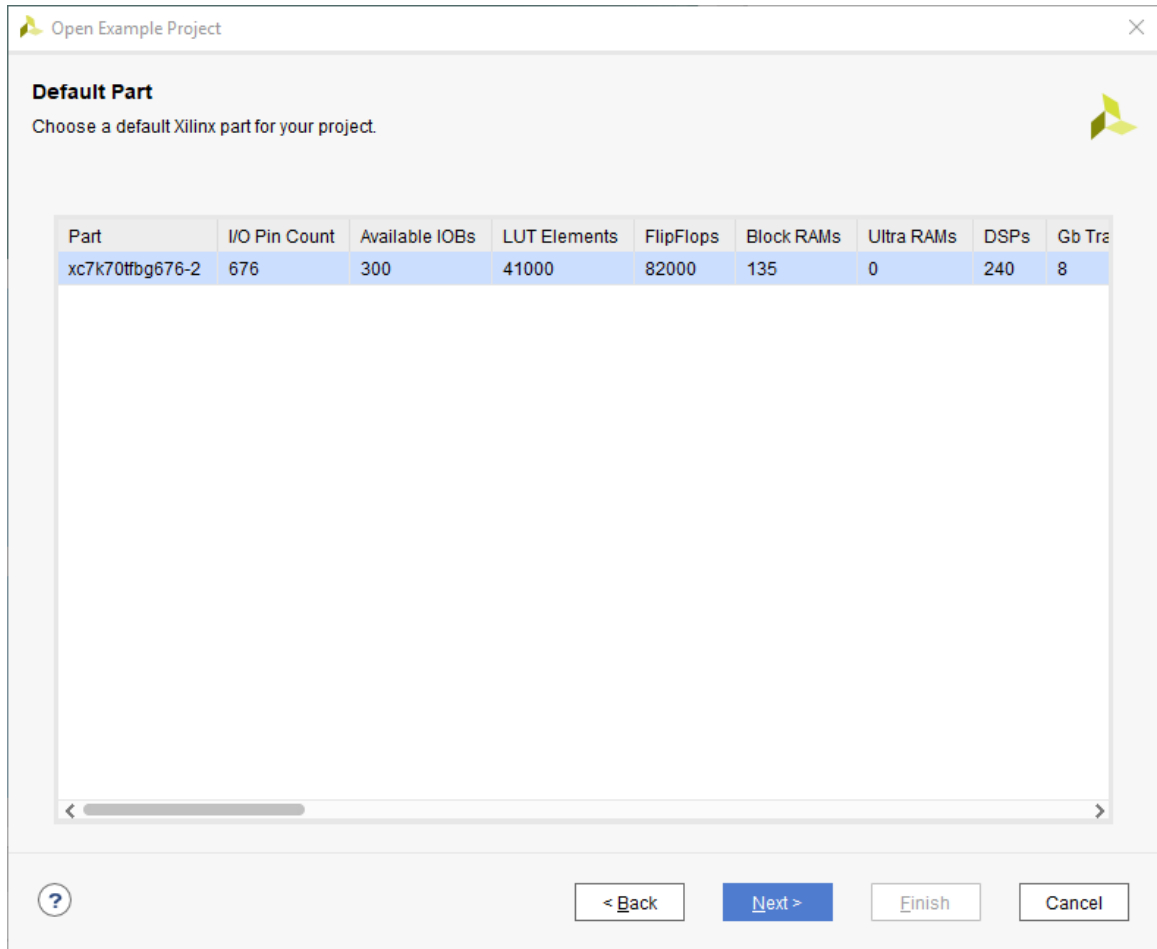 Open Example Project
Default Part
Choose a default Xilinx part for your project.
Part I/O Pin Count Available IOBs LUT Elements FlipFlops Block RAMs Ultra RAMs DSPs Gb Tra
xc7k70tfbg676-2 676 300 41000 82000 135 0 240 8
? < Back Next > Finish Cancel